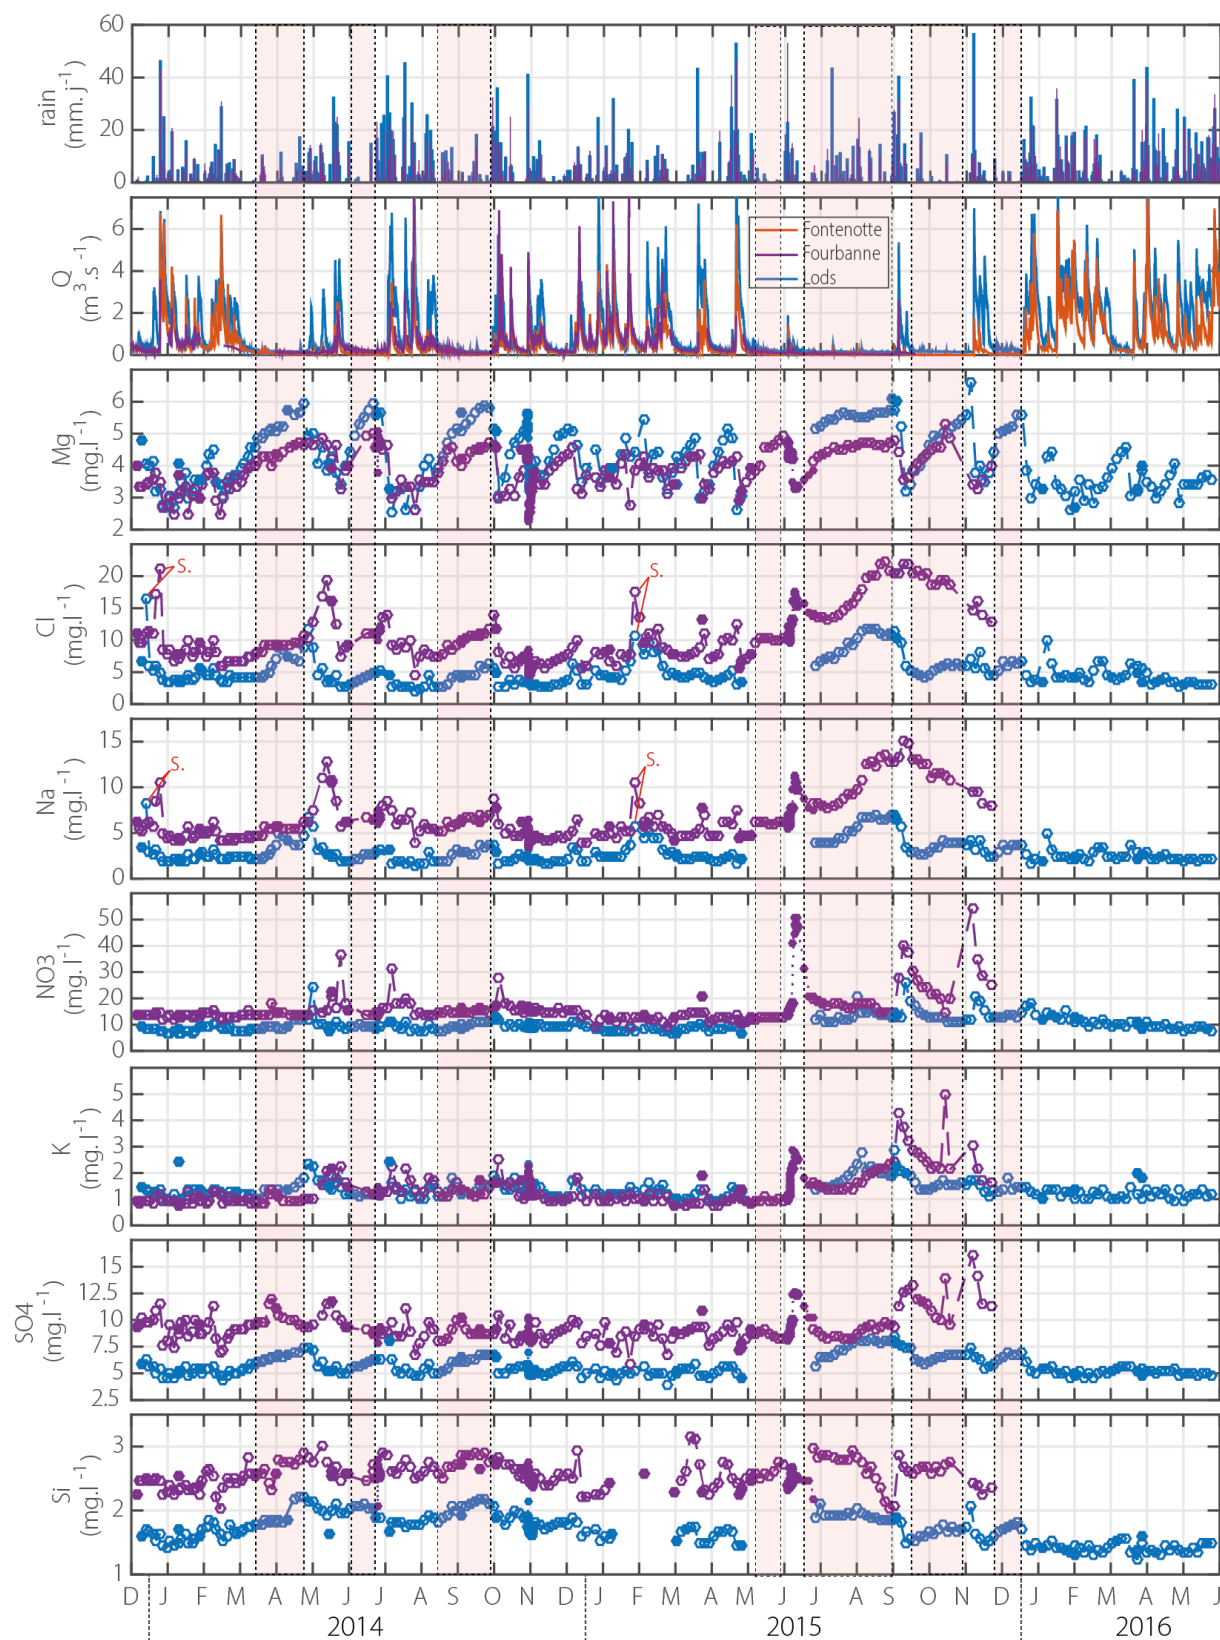 60
40
20
0
rain
(mm.j⁻¹)
6
4
2
0
Q
(m³.s⁻¹)
Fontenotte
Fourbanne
Lods
6
5
4
3
2
Mg
(mg.l⁻¹)
20
15
10
5
0
Cl
(mg.l⁻¹)
S.
S.
15
10
5
0
Na
(mg.l⁻¹)
S.
S.
50
40
30
20
10
0
NO3
(mg.l⁻¹)
5
4
3
2
1
0
K
(mg.l⁻¹)
15
12.5
10
7.5
5
2.5
SO4
(mg.l⁻¹)
3
2
1
Si
(mg.l⁻¹)
D J F M A M J J A S O N D J F M A M J J A S O N D J F M A M J
2014 2015 2016